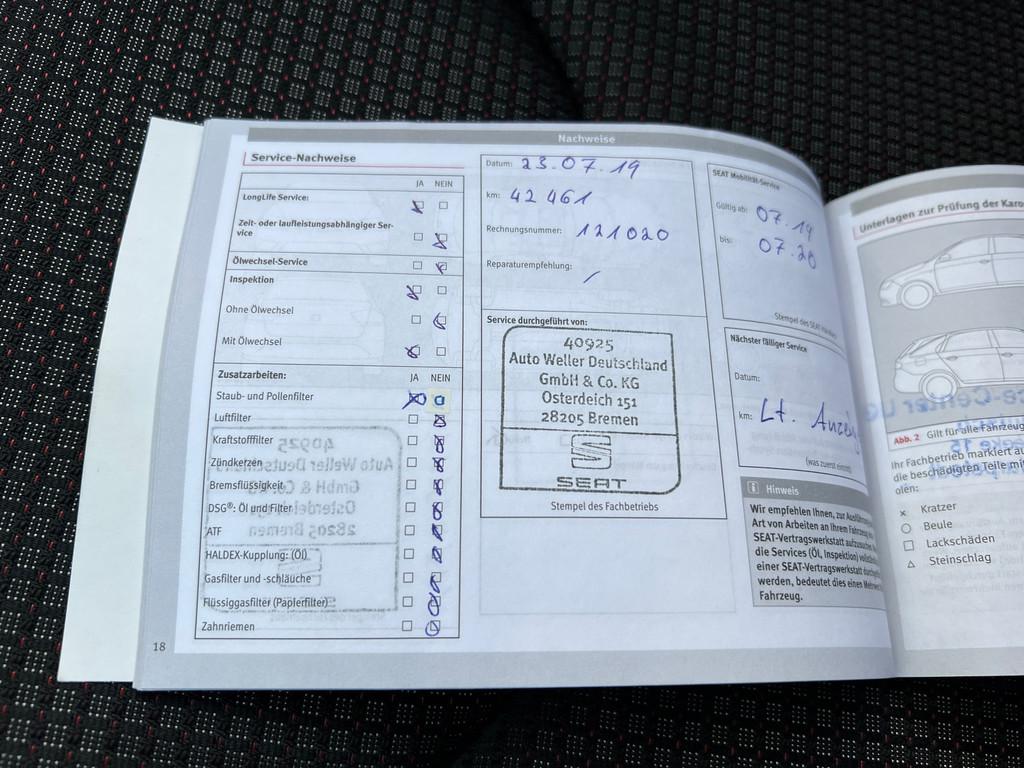 Nachweise
Service-Nachweise
JA NEIN
LongLife Service:
Zeit- oder laufleistungsabhängiger Ser-
vice
Ölwechsel-Service
Inspektion
Ohne Ölwechsel
Mit Ölwechsel
Zusatzarbeiten: JA NEIN
Staub- und Pollenfilter
Luftfilter
Kraftstofffilter
Zündkerzen
Bremsflüssigkeit
DSG®: Öl und Filter
ATF
HALDEX-Kupplung: (Öl)
Gasfilter und -schläuche
Flüssiggasfilter (Papierfilter)
Zahnriemen
18
Datum: 23.07.19
km: 42 461
Rechnungsnummer: 121020
Reparaturempfehlung: /
Service durchgeführt von:
40925
Auto Weller Deutschland
GmbH & Co. KG
Osterdeich 151
28205 Bremen
SEAT
Stempel des Fachbetriebs
SEAT Mobilität-Service
Gültig ab: 07.19
bis: 07.20
Stempel des SEAT
Nächster fälliger Service
Datum:
km: Lt.
(was zuerst eintritt)
i Hinweis
Wir empfehlen Ihnen, zur
Art von Arbeiten an Ihrem
SEAT-Vertragswerkstatt
die Services (Öl, Inspektion)
einer SEAT-Vertragswerkstatt
werden, bedeutet dies einen
Fahrzeug.
Unterlagen zur Prüfung der
Abb. 2 Gilt für alle
Ihr Fachbetrieb markiert
die beschädigten Teile
olen:
× Kratzer
○ Beule
□ Lackschäden
△ Steinschlag